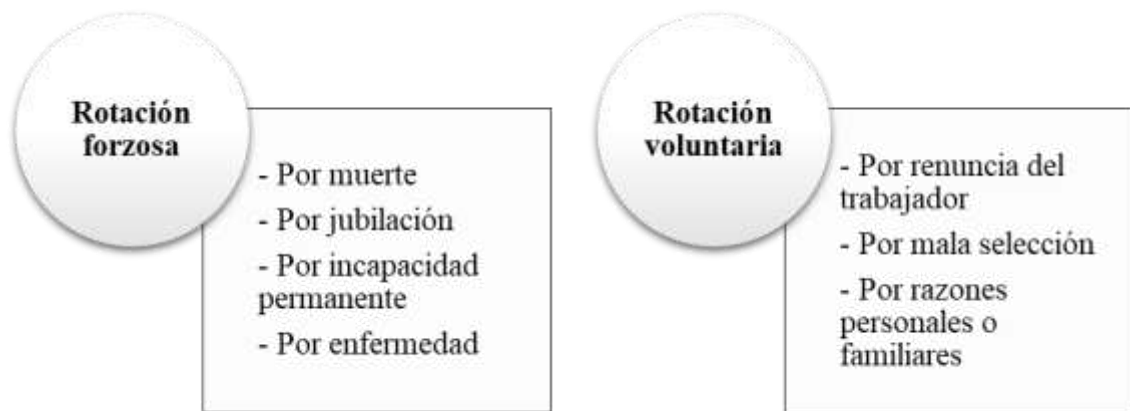 Rotación
forzosa
- Por muerte
- Por jubilación
- Por incapacidad
permanente
- Por enfermedad
Rotación
voluntaria
- Por renuncia del
trabajador
- Por mala selección
- Por razones
personales o
familiares